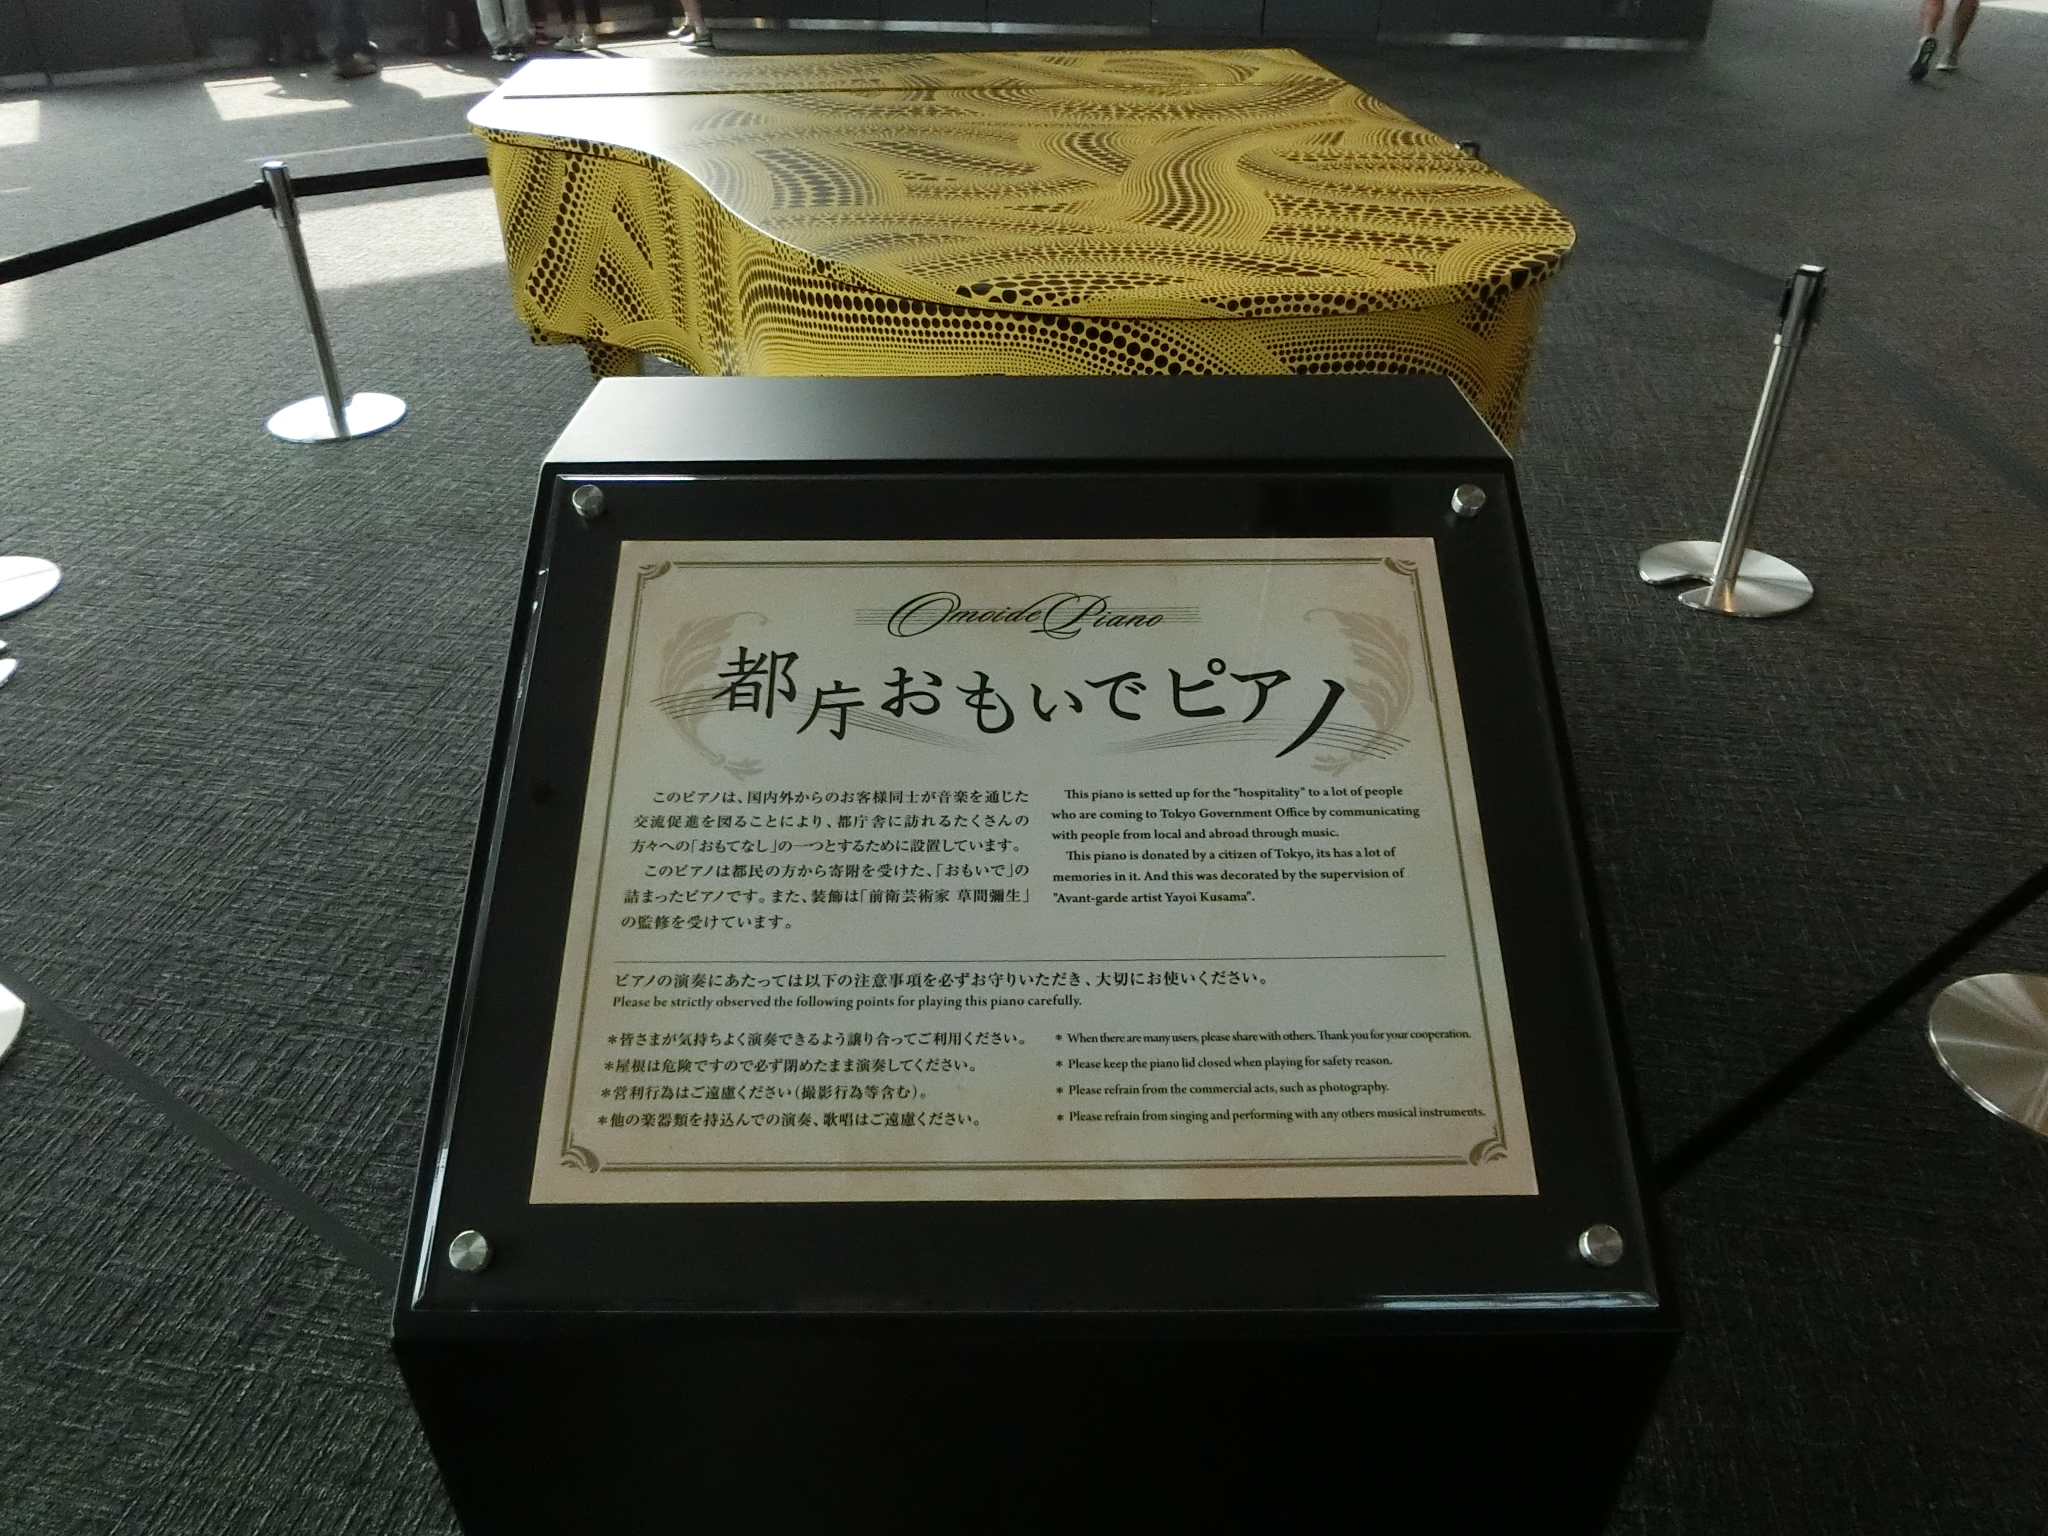 Omoide Piano
都庁おもいでピアノ
このピアノは、国内外からのお客様同士が音楽を通じた
交流促進を図ることにより、都庁舎に訪れるたくさんの
方々への「おもてなし」の一つとするために設置しています。
このピアノは都民の方から寄附を受けた、「おもいで」の
詰まったピアノです。また、装飾は「前衛芸術家 草間彌生」
の監修を受けています。
This piano is setted up for the "hospitality" to a lot of people
who are coming to Tokyo Government Office by communicating
with people from local and abroad through music.
This piano is donated by a citizen of Tokyo, its has a lot of
memories in it. And this was decorated by the supervision of
"Avant-garde artist Yayoi Kusama".
ピアノの演奏にあたっては以下の注意事項を必ずお守りいただき、大切にお使いください。
Please be strictly observed the following points for playing this piano carefully.
＊皆さまが気持ちよく演奏できるよう譲り合ってご利用ください。
＊屋根は危険ですので必ず閉めたまま演奏してください。
＊営利行為はご遠慮ください（撮影行為等含む）。
＊他の楽器類を持込んでの演奏、歌唱はご遠慮ください。
* When there are many users, please share with others. Thank you for your cooperation.
* Please keep the piano lid closed when playing for safety reason.
* Please refrain from the commercial acts, such as photography.
* Please refrain from singing and performing with any others musical instruments.